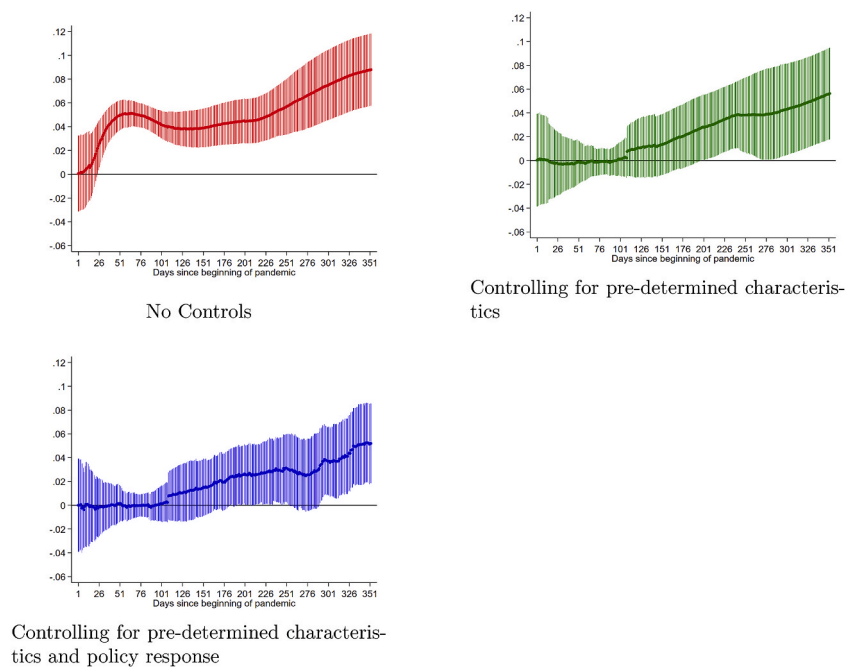 .12
.1
.08
.06
.04
.02
0
-.02
-.04
-.06
1 26 51 76 101 126 151 176 201 226 251 276 301 326 351
Days since beginning of pandemic
No Controls
.12
.1
.08
.06
.04
.02
0
-.02
-.04
-.06
1 26 51 76 101 126 151 176 201 226 251 276 301 326 351
Days since beginning of pandemic
Controlling for pre-determined characteris-
tics
.12
.1
.08
.06
.04
.02
0
-.02
-.04
-.06
1 26 51 76 101 126 151 176 201 226 251 276 301 326 351
Days since beginning of pandemic
Controlling for pre-determined characteris-
tics and policy response